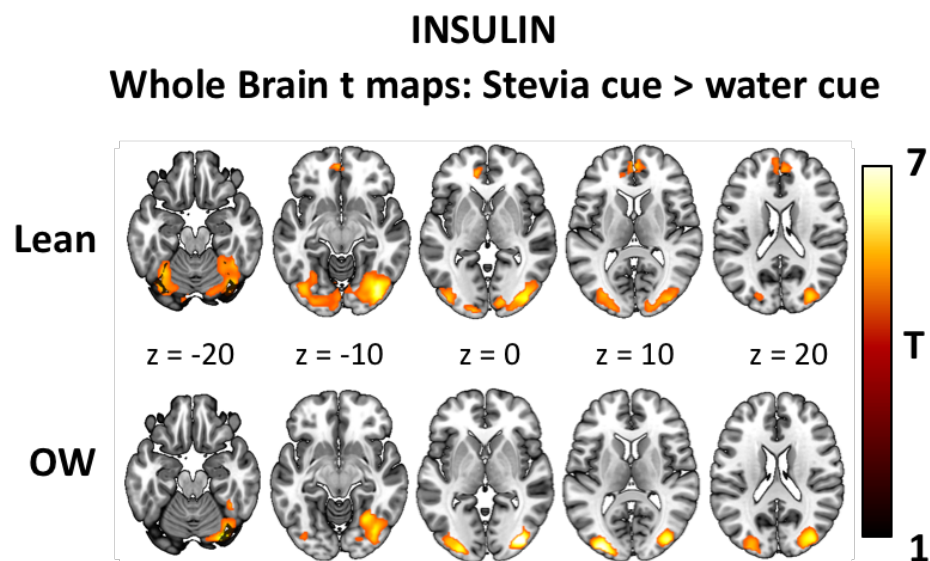 INSULIN
Whole Brain t maps: Stevia cue > water cue
7
Lean
z = -20 z = -10 z = 0 z = 10 z = 20
T
OW
1